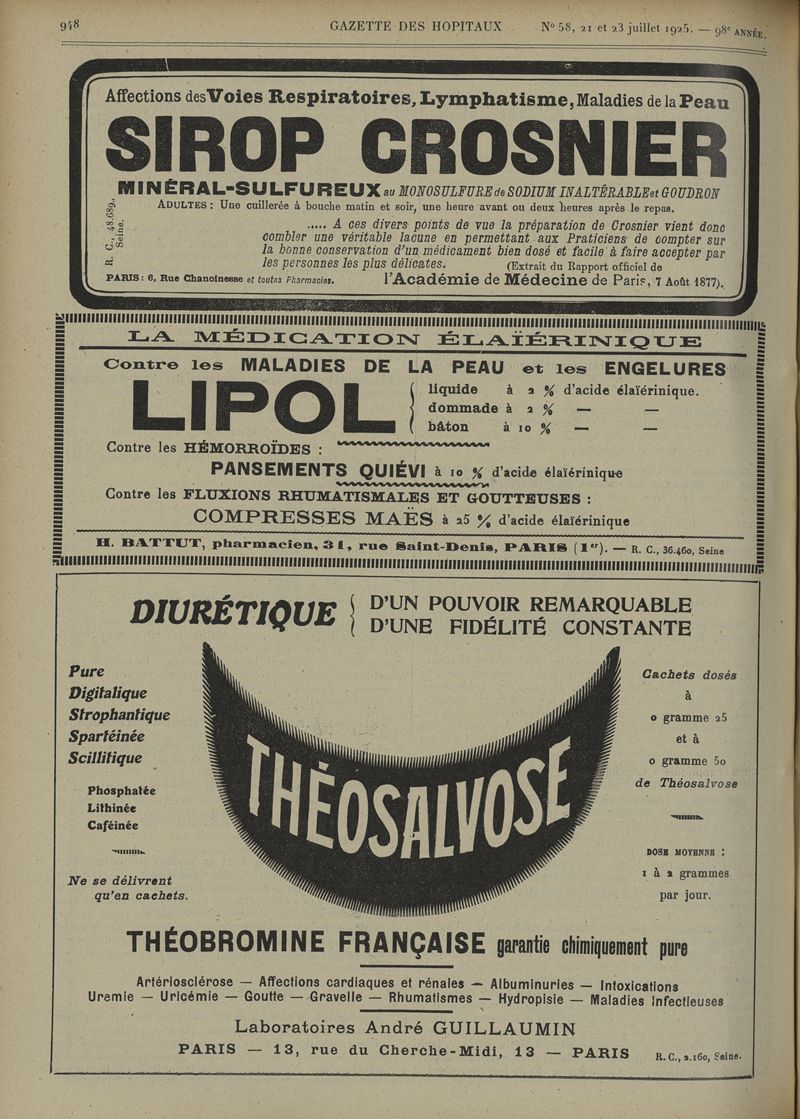 948 GAZETTE DES HOPITAUX N° 58, 21 et 23 juillet 1925. — 98e ANNÉE.
Affections des Voies Respiratoires, Lymphatisme, Maladies de la Peau
SIROP CROSNIER
MINÉRAL-SULFUREUX au MONOSULFURE de SODIUM INALTÉRABLE et GOUDRON
ADULTES : Une cuillerée à bouche matin et soir, une heure avant ou deux heures après le repas.
R. C., 48.689, Seine.
..... A ces divers points de vue la préparation de Crosnier vient donc
combler une véritable lacune en permettant aux Praticiens de compter sur
la bonne conservation d'un médicament bien dosé et facile à faire accepter par
les personnes les plus délicates. (Extrait du Rapport officiel de
PARIS : 6, Rue Chanoinesse et toutes Pharmacies. l'Académie de Médecine de Paris, 7 Août 1877).
LA MÉDICATION ÉLAÏÉRINIQUE
Contre les MALADIES DE LA PEAU et les ENGELURES
LIPOL
liquide à 2 % d'acide élaïérinique.
dommade à 2 % — —
bâton à 10 % — —
Contre les HÉMORROÏDES :
PANSEMENTS QUIÉVI à 10 % d'acide élaïérinique
Contre les FLUXIONS RHUMATISMALES ET GOUTTEUSES :
COMPRESSES MAËS à 25 % d'acide élaïérinique
H. BATTUT, pharmacien, 31, rue Saint-Denis, PARIS (1er). — R. C., 36.460, Seine
DIURÉTIQUE
D'UN POUVOIR REMARQUABLE
D'UNE FIDÉLITÉ CONSTANTE
Pure
Digitalique
Strophantique
Spartéinée
Scillitique
Phosphatée
Lithinée
Caféinée
Ne se délivrent
qu'en cachets.
THÉOSALVOSE
Cachets dosés
à
0 gramme 25
et à
0 gramme 50
de Théosalvose
DOSE MOYENNE :
1 à 2 grammes
par jour.
THÉOBROMINE FRANÇAISE garantie chimiquement pure
Artériosclérose — Affections cardiaques et rénales — Albuminuries — Intoxications
Uremie — Uricémie — Goutte — Gravelle — Rhumatismes — Hydropisie — Maladies Infectieuses
Laboratoires André GUILLAUMIN
PARIS — 13, rue du Cherche-Midi, 13 — PARIS R. C., 2.160, Seine.